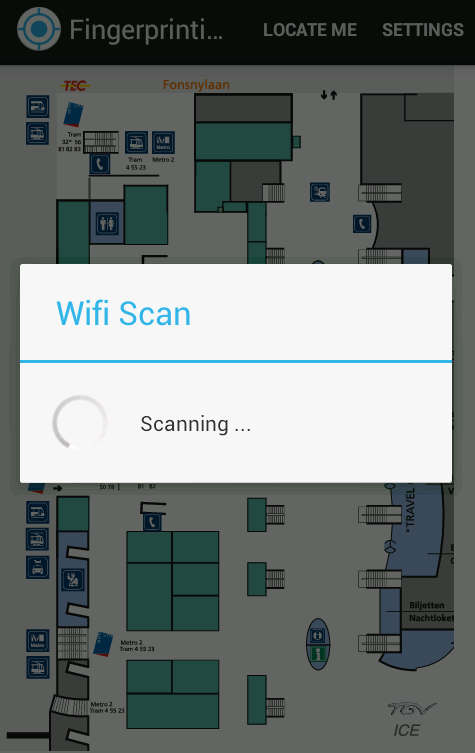 Fingerprinti...
LOCATE ME
SETTINGS
TEC
Fonsnylaan
Tram
32* 56
81 82 83
Tram
4 55 23
Metro 2
Wifi Scan
Scanning ...
50 78
81 82
"TRAVEL
Metro 2
Tram 4 55 23
Biljetten
Nachtloket
Metro 2
Tram 4 55 23
TGV
ICE